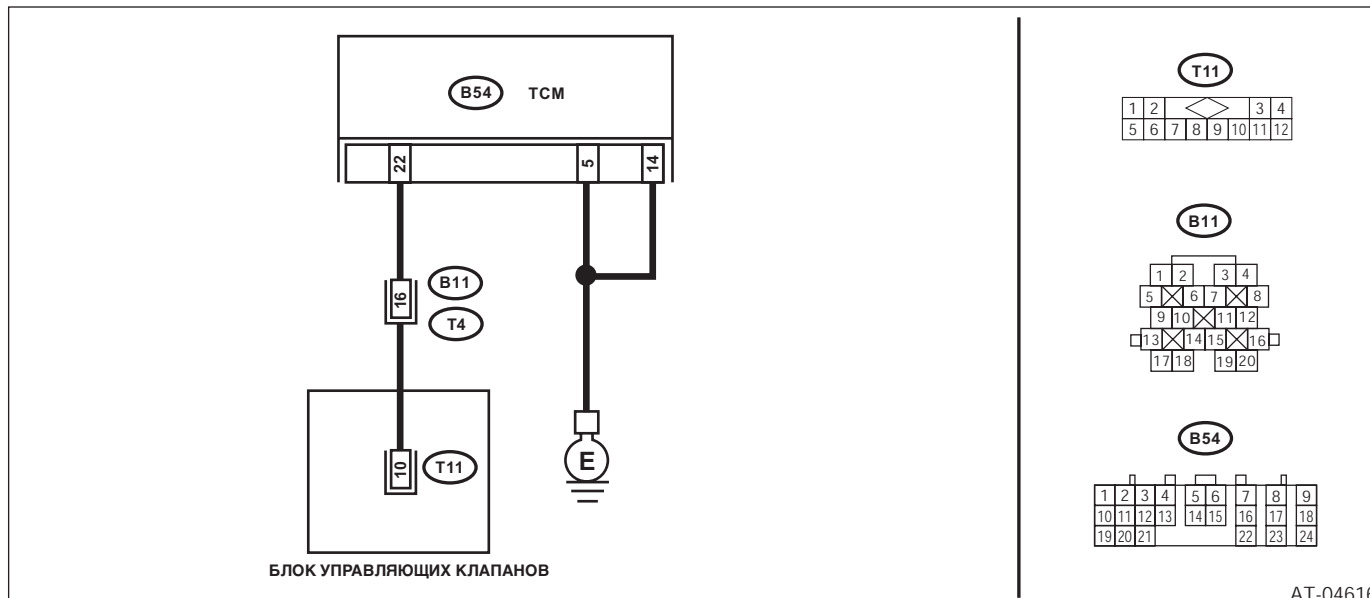 B54 TCM
22 5 14
B11
16
T4
E
10 T11
БЛОК УПРАВЛЯЮЩИХ КЛАПАНОВ
T11
1 2 3 4
5 6 7 8 9 10 11 12
B11
1 2 3 4
5 6 7 8
9 10 11 12
13 14 15 16
17 18 19 20
B54
1 2 3 4 5 6 7 8 9
10 11 12 13 14 15 16 17 18
19 20 21 22 23 24
AT-04616